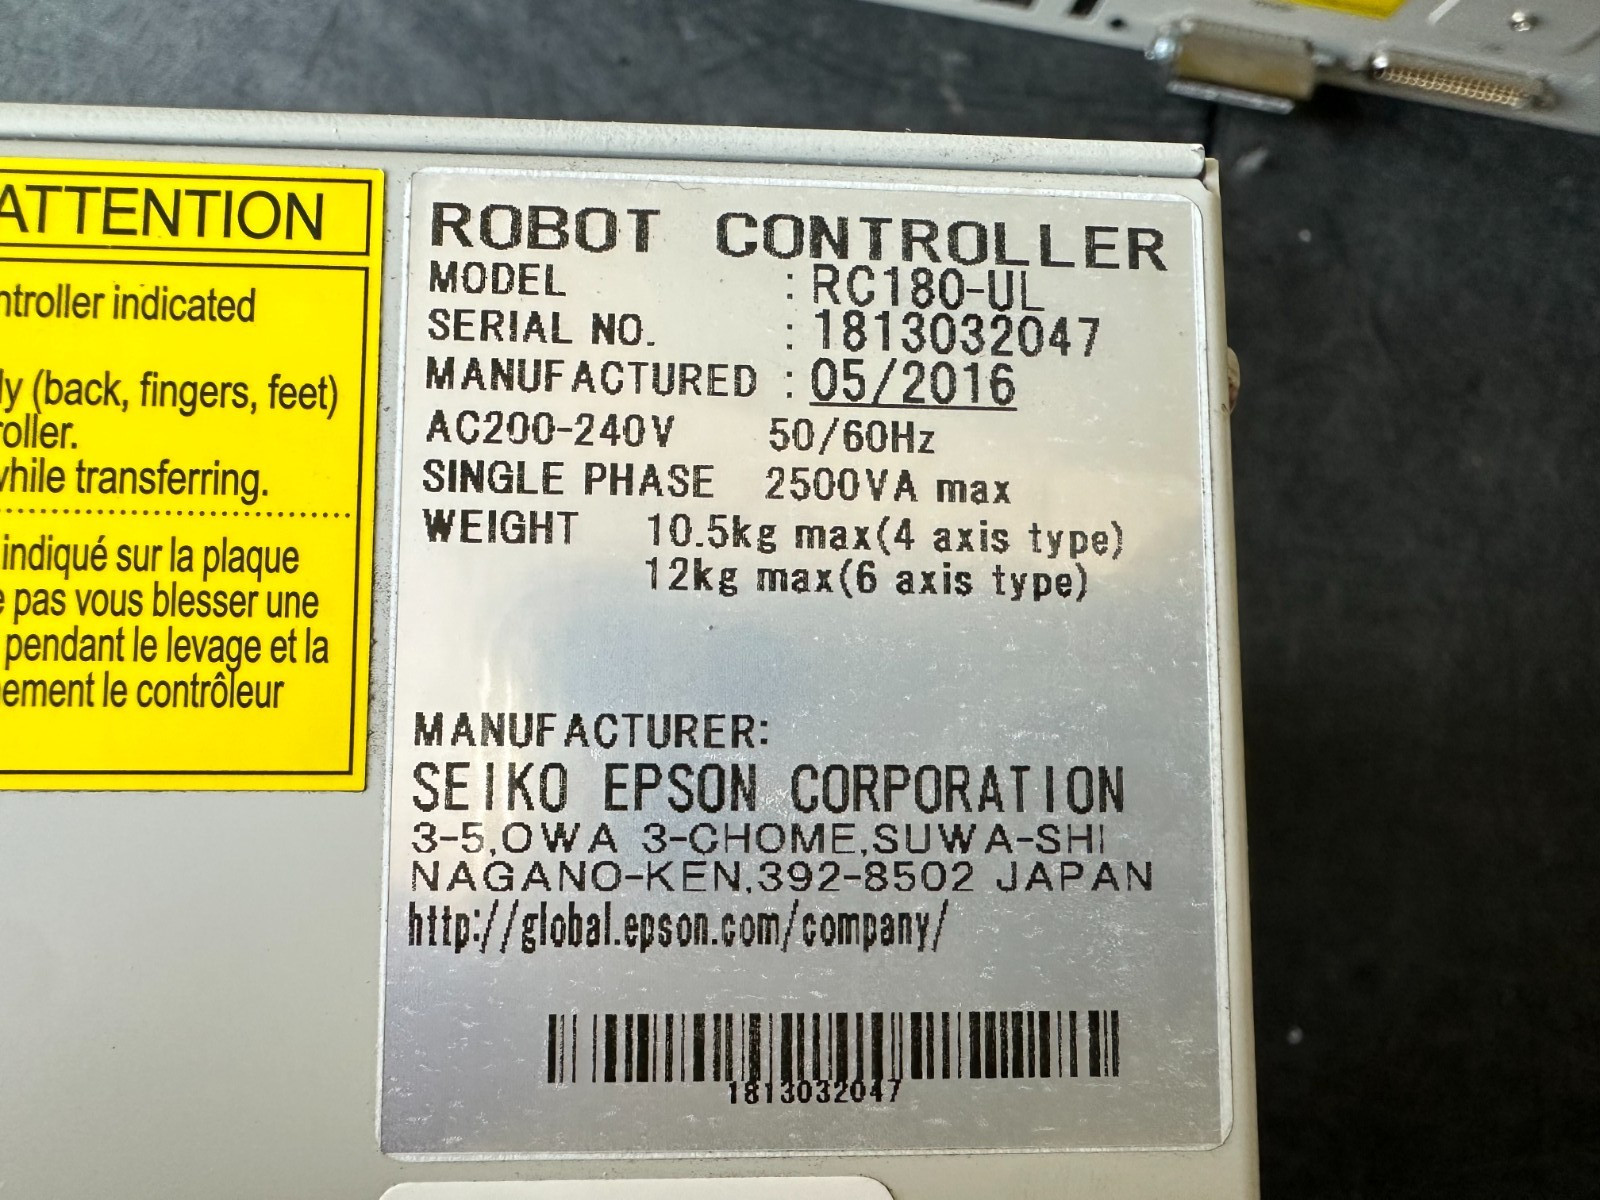 ATTENTION
ntroller indicated
ly (back, fingers, feet)
roller.
while transferring.
indiqué sur la plaque
e pas vous blesser une
pendant le levage et la
nement le contrôleur
ROBOT CONTROLLER
MODEL : RC180-UL
SERIAL NO. : 1813032047
MANUFACTURED : 05/2016
AC200-240V 50/60Hz
SINGLE PHASE 2500VA max
WEIGHT 10.5kg max(4 axis type)
12kg max(6 axis type)
MANUFACTURER:
SEIKO EPSON CORPORATION
3-5,OWA 3-CHOME,SUWA-SHI
NAGANO-KEN,392-8502 JAPAN
http://global.epson.com/company/
1813032047